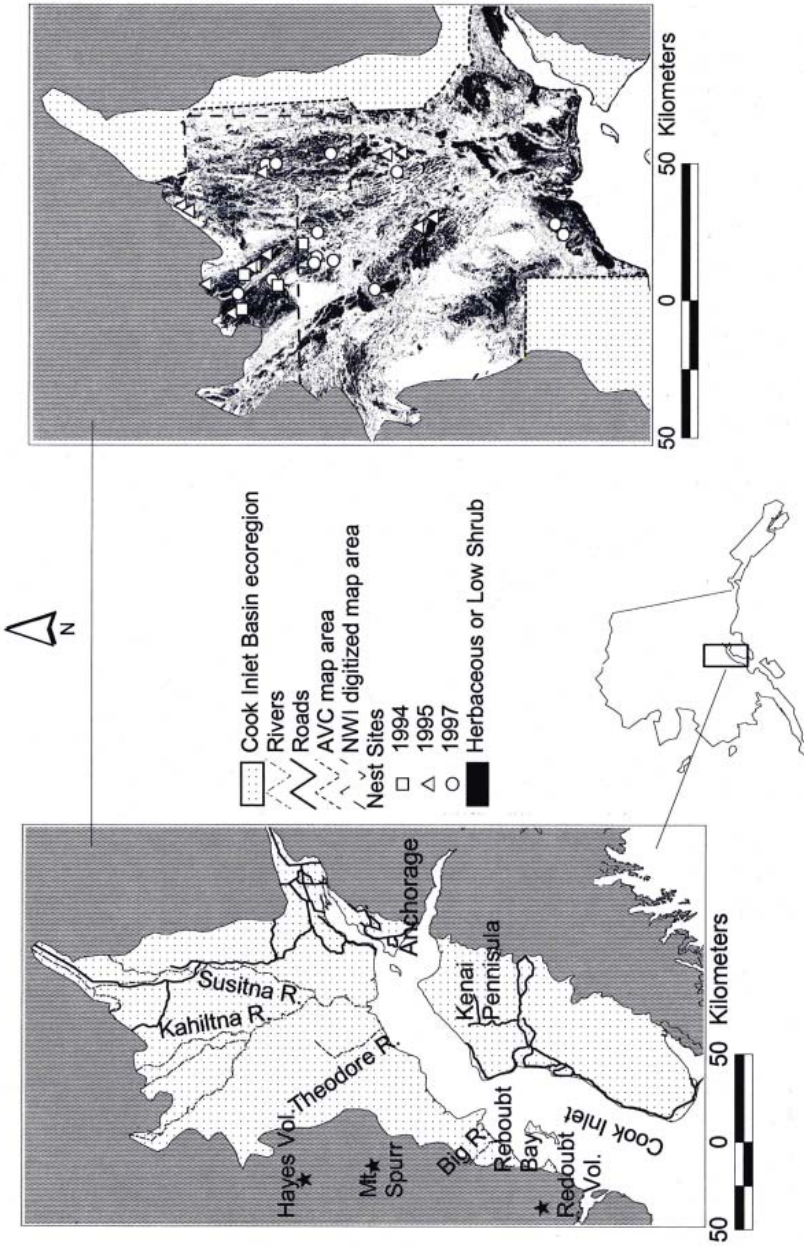 N
Hayes Vol.
Mt
Spurr
Susitna R.
Kahiltna R.
Theodore R.
Anchorage
Big R.
Reboubt
Bay
Redoubt
Vol.
Kenai
Pennisula
Cook Inlet
50 0 50 Kilometers
Cook Inlet Basin ecoregion
Rivers
Roads
AVC map area
NWI digitized map area
Nest Sites
1994
1995
1997
Herbaceous or Low Shrub
50 0 50 Kilometers